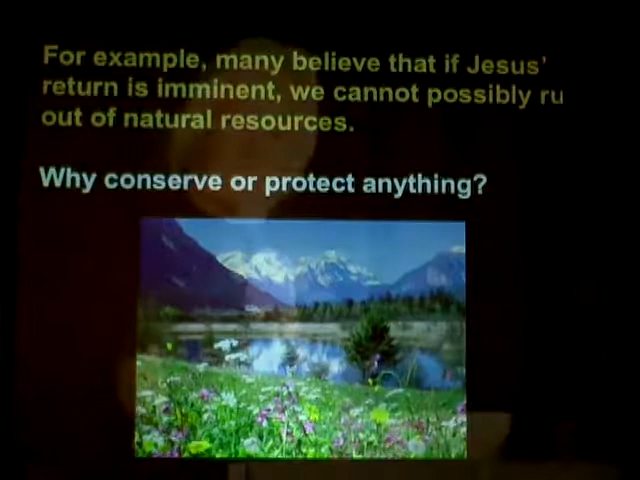 For example, many believe that if Jesus'
return is imminent, we cannot possibly ru
out of natural resources.
Why conserve or protect anything?